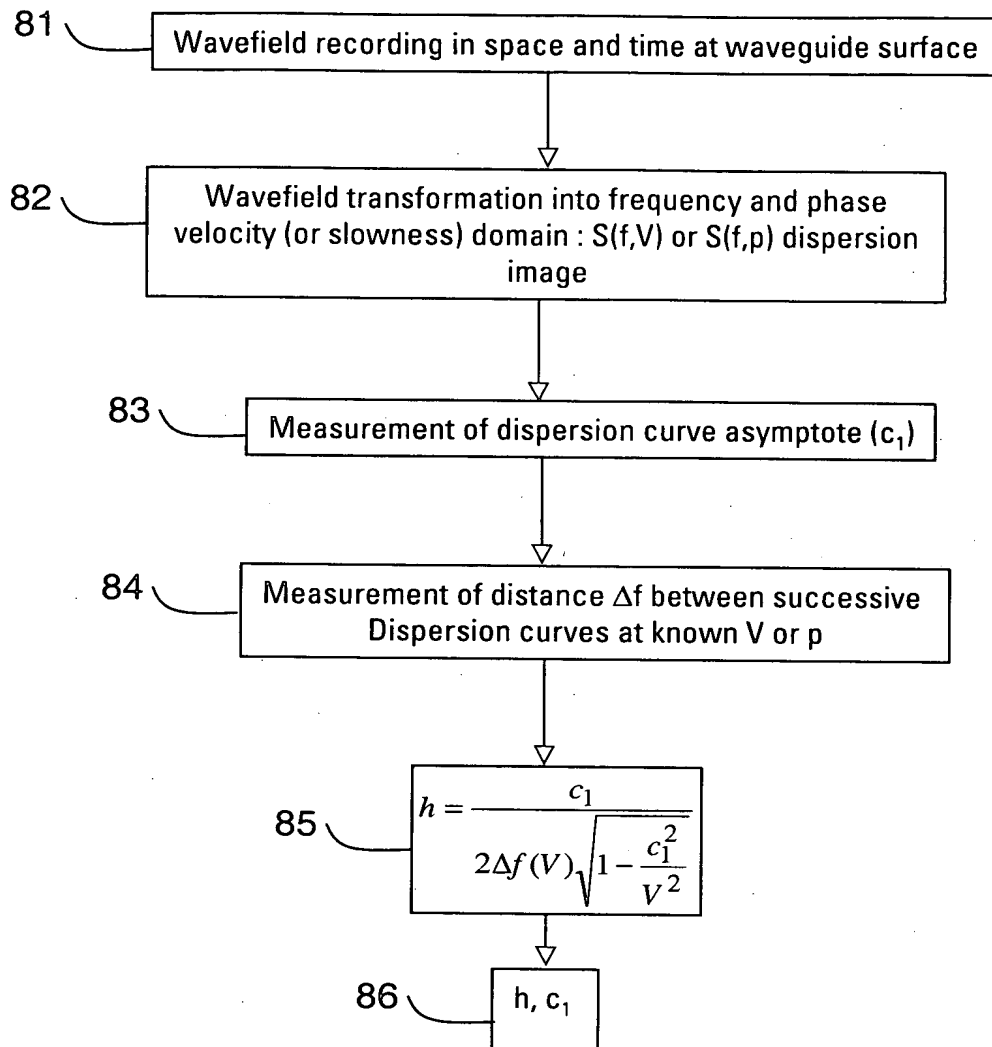 81
Wavefield recording in space and time at waveguide surface
82
Wavefield transformation into frequency and phase
velocity (or slowness) domain : S(f,V) or S(f,p) dispersion
image
83
Measurement of dispersion curve asymptote (c₁)
84
Measurement of distance Δf between successive
Dispersion curves at known V or p
85
h = c₁ / 2Δf(V)√(1 − c₁²/V²)
86
h, c₁